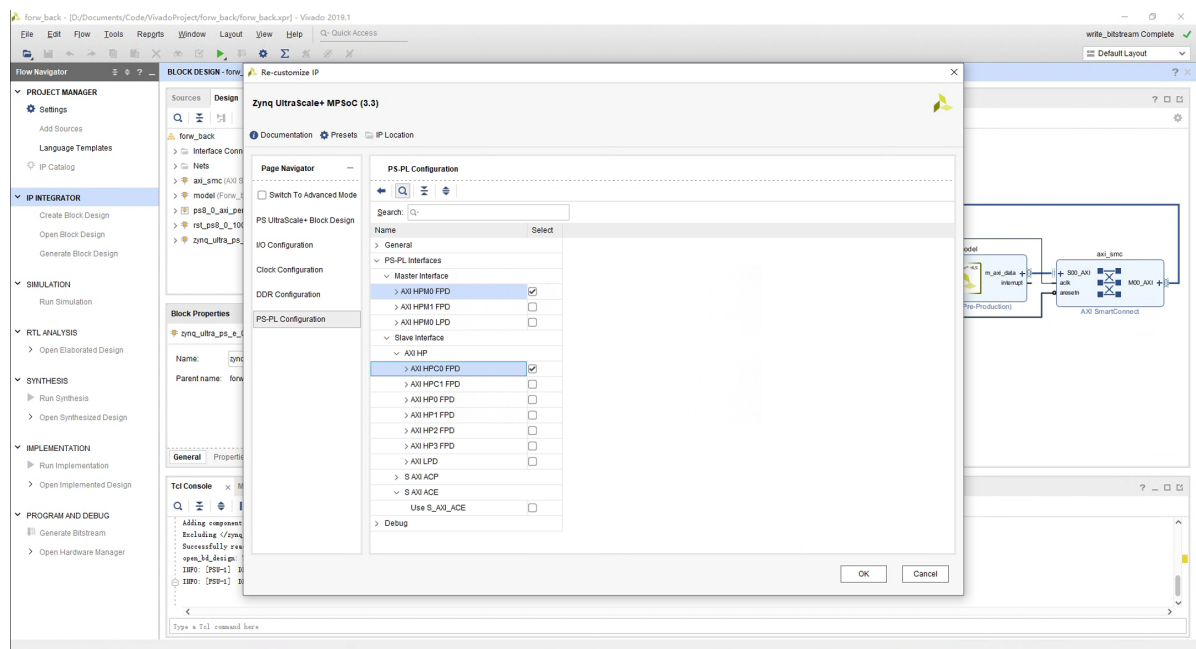 forw_back - [D:/Documents/Code/VivadoProject/forw_back/forw_back.xpr] - Vivado 2019.1
File Edit Flow Tools Reports Window Layout View Help Q- Quick Access
write_bitstream Complete
Default Layout
Flow Navigator
PROJECT MANAGER
Settings
Add Sources
Language Templates
IP Catalog
IP INTEGRATOR
Create Block Design
Open Block Design
Generate Block Design
SIMULATION
Run Simulation
RTL ANALYSIS
Open Elaborated Design
SYNTHESIS
Run Synthesis
Open Synthesized Design
IMPLEMENTATION
Run Implementation
Open Implemented Design
PROGRAM AND DEBUG
Generate Bitstream
Open Hardware Manager
BLOCK DESIGN - forw_
Sources Design
forw_back
Interface Conn
Nets
axi_smc (AXI S
model (Forw_
ps8_0_axi_per
rst_ps8_0_100
zynq_ultra_ps_
Block Properties
zynq_ultra_ps_e_
Name: zynq
Parent name: forw
General Properti
Tcl Console
Adding component
Excluding </zynq
Successfully rea
open_bd_design:
INFO: [PSU-1]
INFO: [PSU-1]
Type a Tcl command here
Re-customize IP
Zynq UltraScale+ MPSoC (3.3)
Documentation Presets IP Location
Page Navigator
Switch To Advanced Mode
PS UltraScale+ Block Design
I/O Configuration
Clock Configuration
DDR Configuration
PS-PL Configuration
PS-PL Configuration
Search: Q-
Name Select
General
PS-PL Interfaces
Master Interface
AXI HPM0 FPD
AXI HPM1 FPD
AXI HPM0 LPD
Slave Interface
AXI HP
AXI HPC0 FPD
AXI HPC1 FPD
AXI HP0 FPD
AXI HP1 FPD
AXI HP2 FPD
AXI HP3 FPD
AXI LPD
S AXI ACP
S AXI ACE
Use S_AXI_ACE
Debug
OK Cancel
odel
m_axi_data
interrupt
Pre-Production)
axi_smc
S00_AXI
aclk
aresetn
M00_AXI
AXI SmartConnect